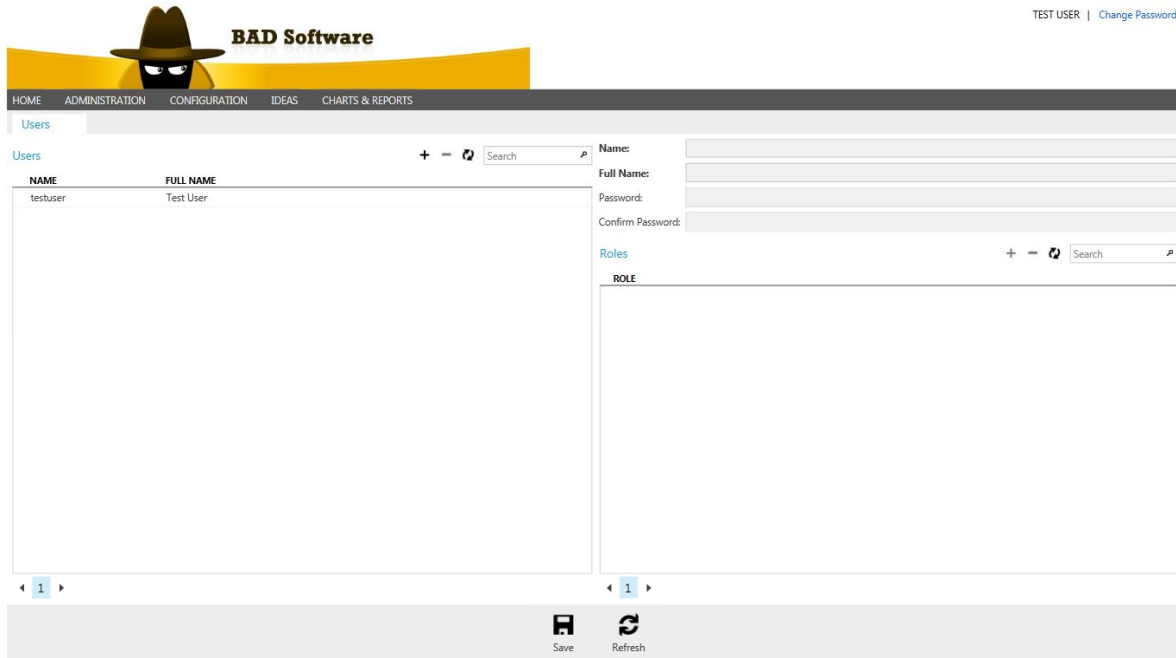 TEST USER | Change Password
BAD Software
HOME ADMINISTRATION CONFIGURATION IDEAS CHARTS & REPORTS
Users
Users
Search
NAME FULL NAME
testuser Test User
1
Name:
Full Name:
Password:
Confirm Password:
Roles
Search
ROLE
1
Save Refresh